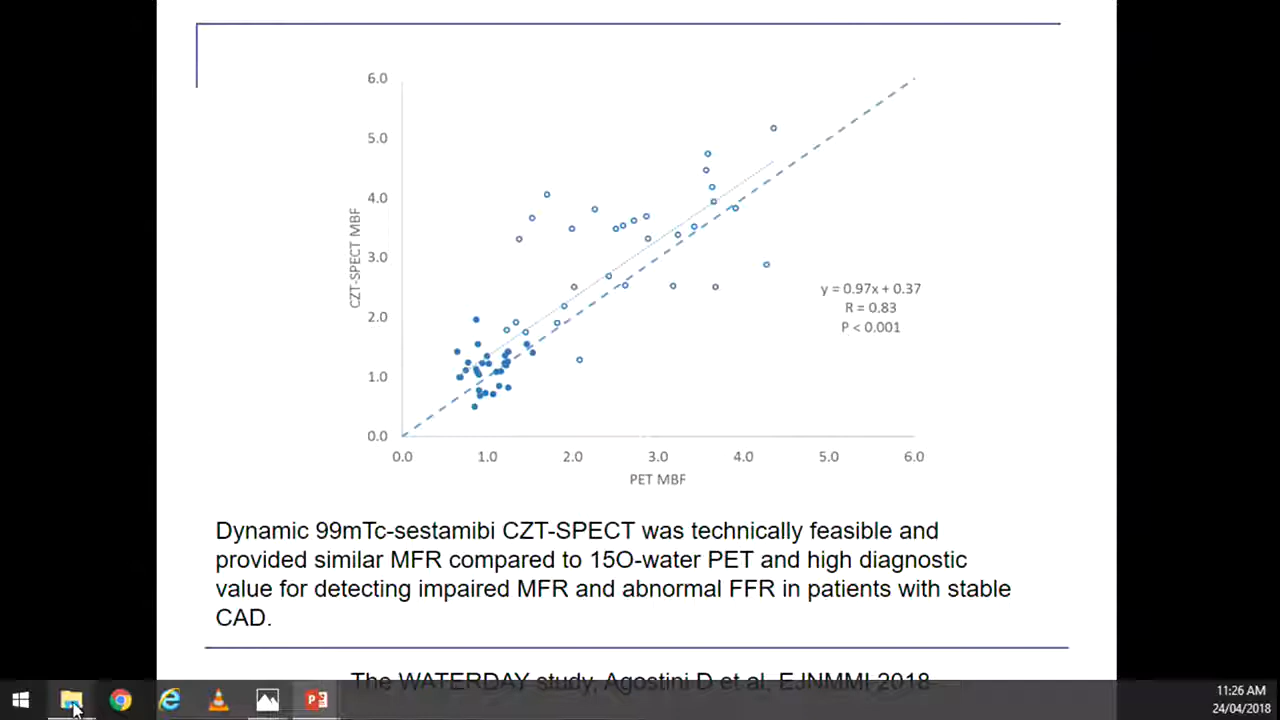 6.0
5.0
4.0
3.0
2.0
1.0
0.0
CZT-SPECT MBF
0.0 1.0 2.0 3.0 4.0 5.0 6.0
PET MBF
y = 0.97x + 0.37
R = 0.83
P < 0.001
Dynamic 99mTc-sestamibi CZT-SPECT was technically feasible and
provided similar MFR compared to 15O-water PET and high diagnostic
value for detecting impaired MFR and abnormal FFR in patients with stable
CAD.
The WATERDAY study, Agostini D et al, EJNMMI 2018-
11:26 AM
24/04/2018